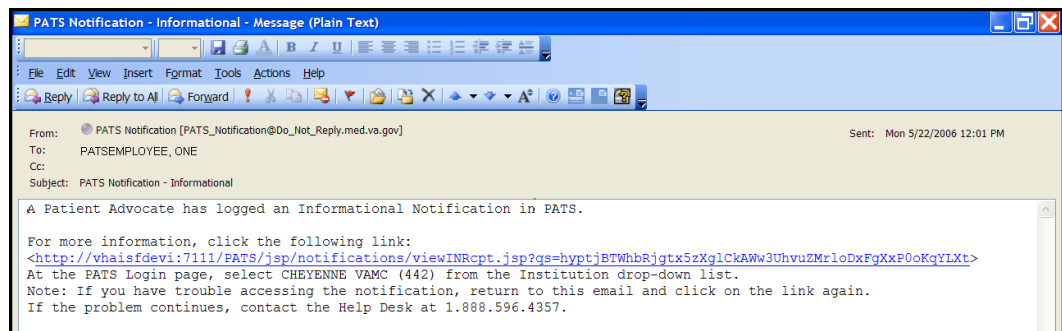 PATS Notification - Informational - Message (Plain Text)
File Edit View Insert Format Tools Actions Help
Reply Reply to All Forward
From: PATS Notification [PATS_Notification@Do_Not_Reply.med.va.gov] Sent: Mon 5/22/2006 12:01 PM
To: PATSEMPLOYEE, ONE
Cc:
Subject: PATS Notification - Informational
A Patient Advocate has logged an Informational Notification in PATS.
For more information, click the following link:
<http://vhaisfdevi:7111/PATS/jsp/notifications/viewINRcpt.jsp?qs=hyptjBTWhbRjgtx5zXglCkAWw3UhvuZMrloDxFgXxP0oKqYLXt>
At the PATS Login page, select CHEYENNE VAMC (442) from the Institution drop-down list.
Note: If you have trouble accessing the notification, return to this email and click on the link again.
If the problem continues, contact the Help Desk at 1.888.596.4357.